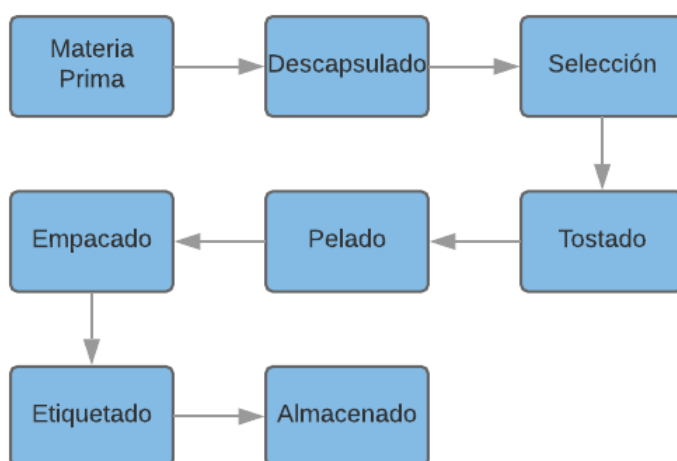 Materia
Prima
Descapsulado
Selección
Tostado
Pelado
Empacado
Etiquetado
Almacenado